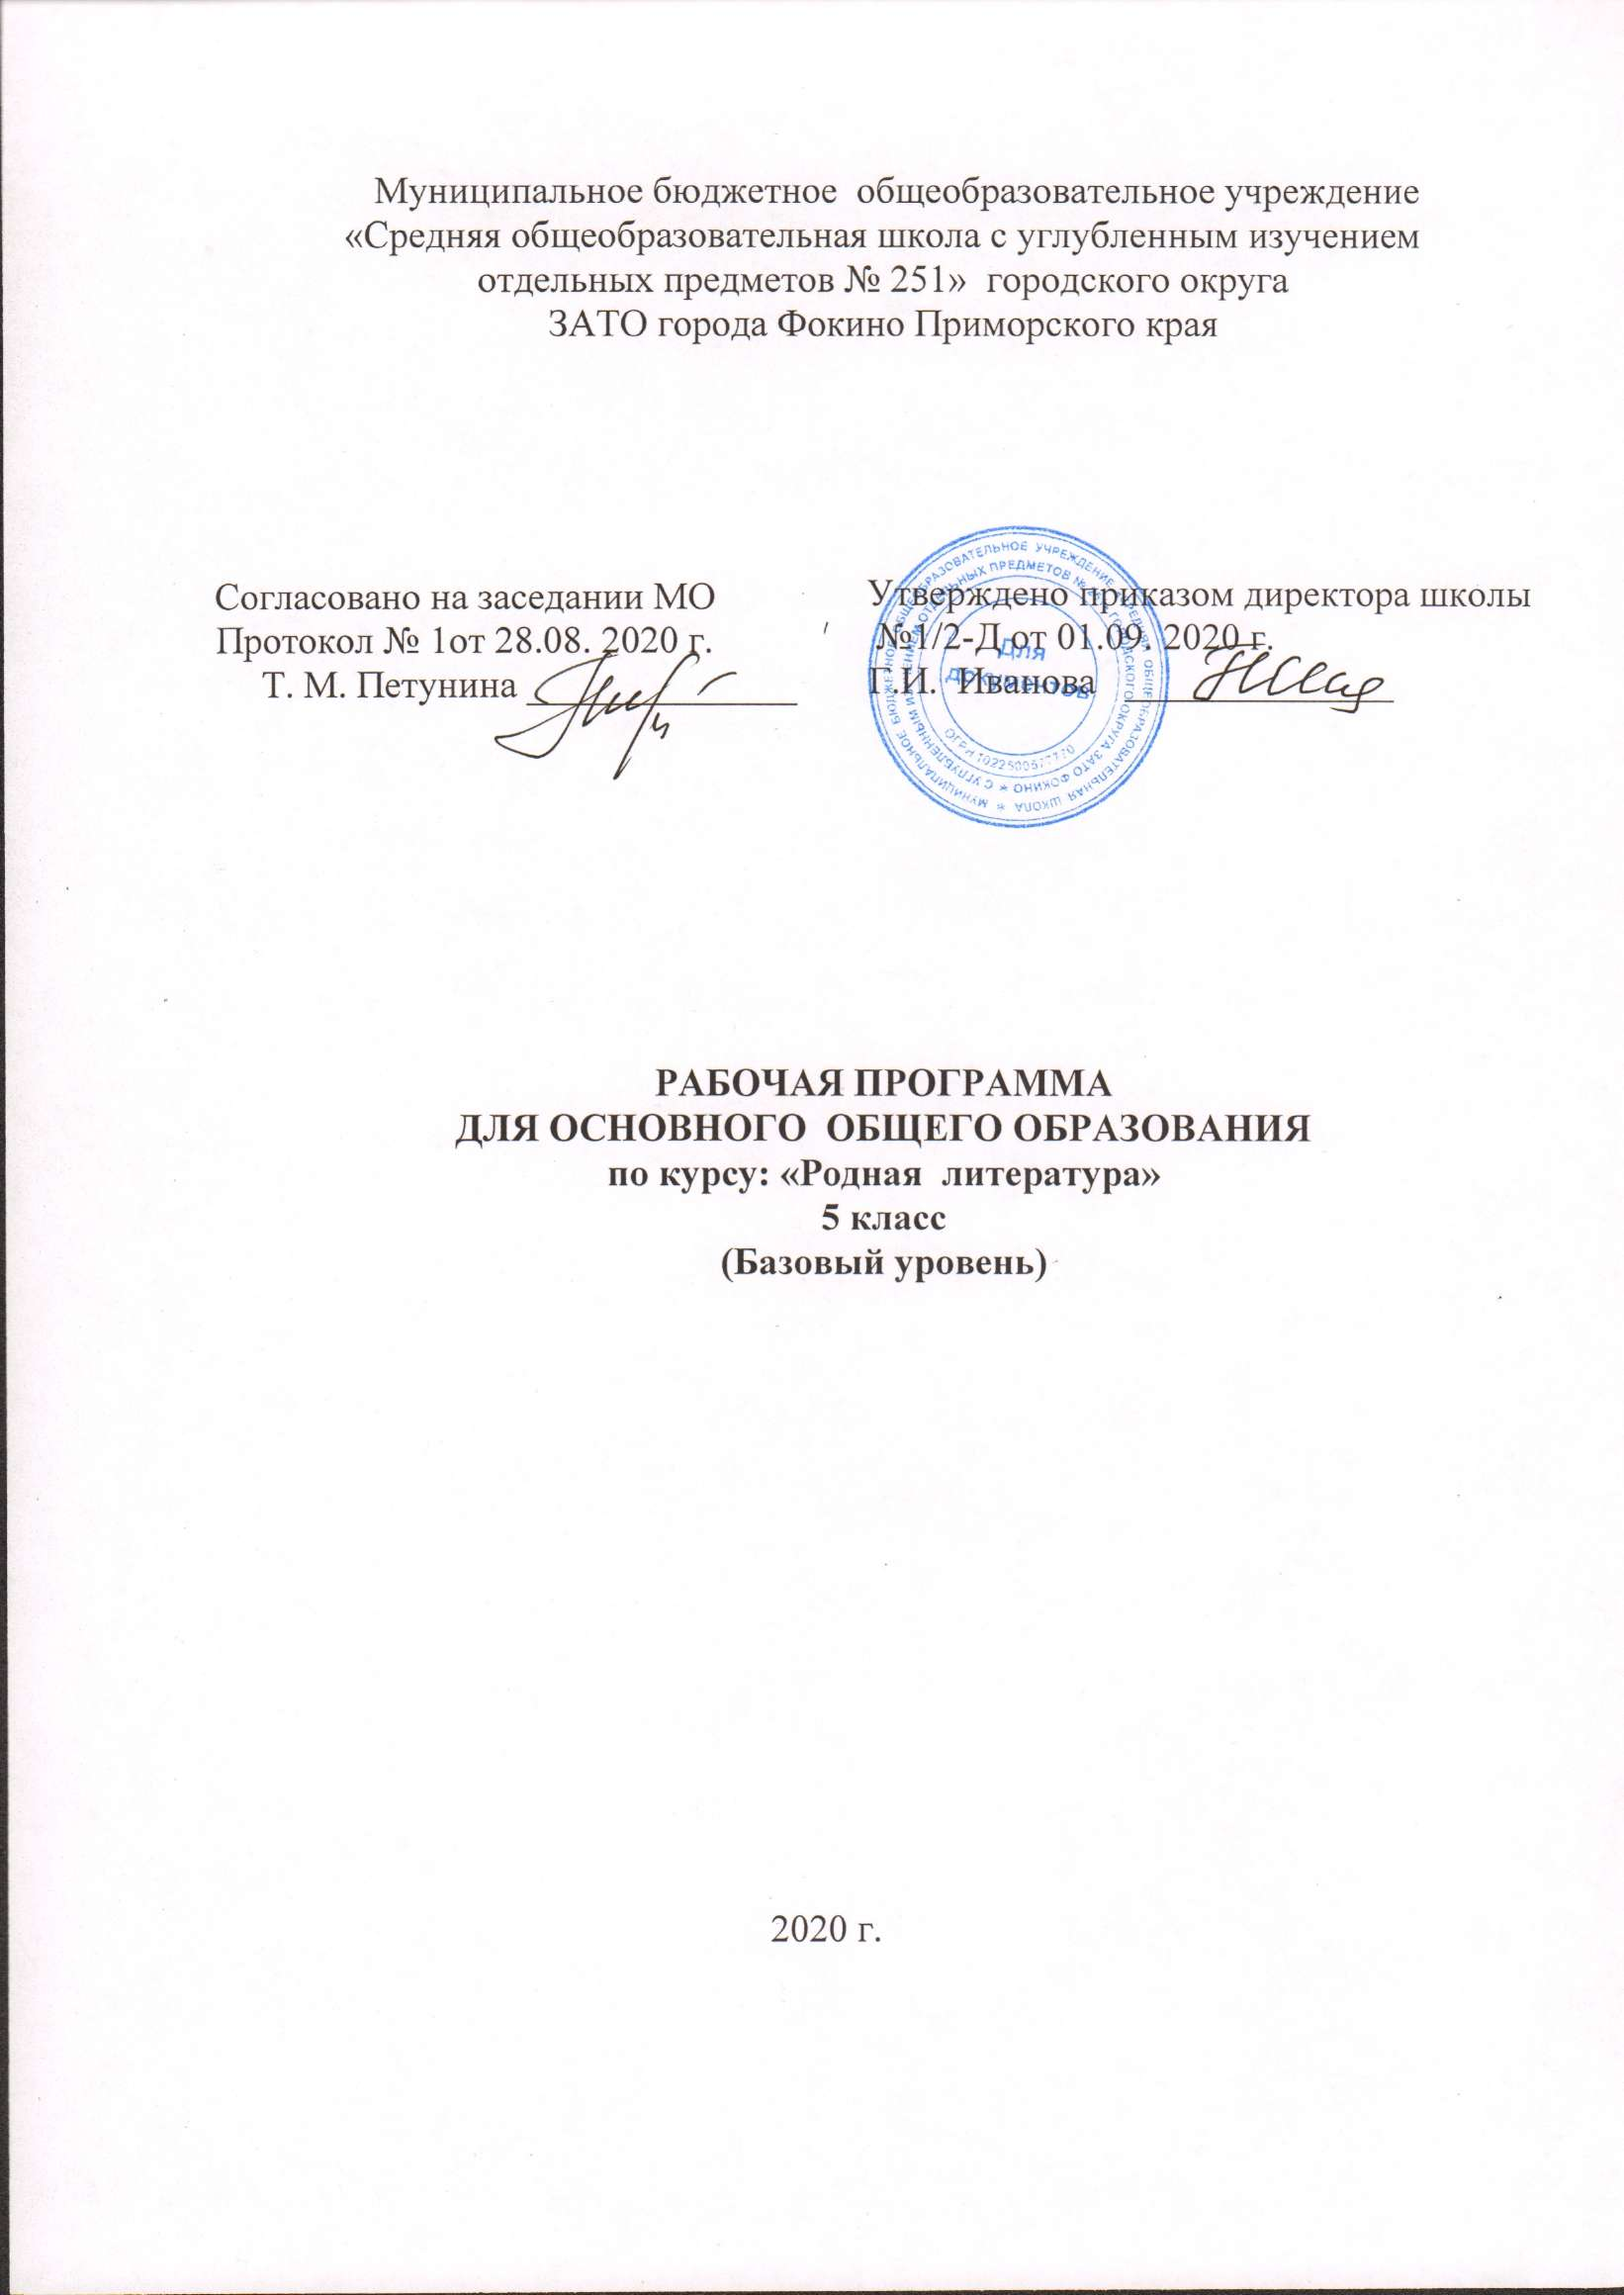 Муниципальное бюджетное  общеобразовательное учреждение
«Средняя общеобразовательная школа с углубленным изучением
отдельных предметов № 251»  городского округа
ЗАТО города Фокино Приморского края
Согласовано на заседании МО
Протокол № 1от 28.08. 2020 г.
Т. М. Петунина
Утверждено приказом директора школы
№1/2-Д от 01.09. 2020 г.
Г.И.  Иванова
Для
документов
РАБОЧАЯ ПРОГРАММА
ДЛЯ ОСНОВНОГО  ОБЩЕГО ОБРАЗОВАНИЯ
по курсу: «Родная  литература»
5 класс
(Базовый уровень)
2020 г.